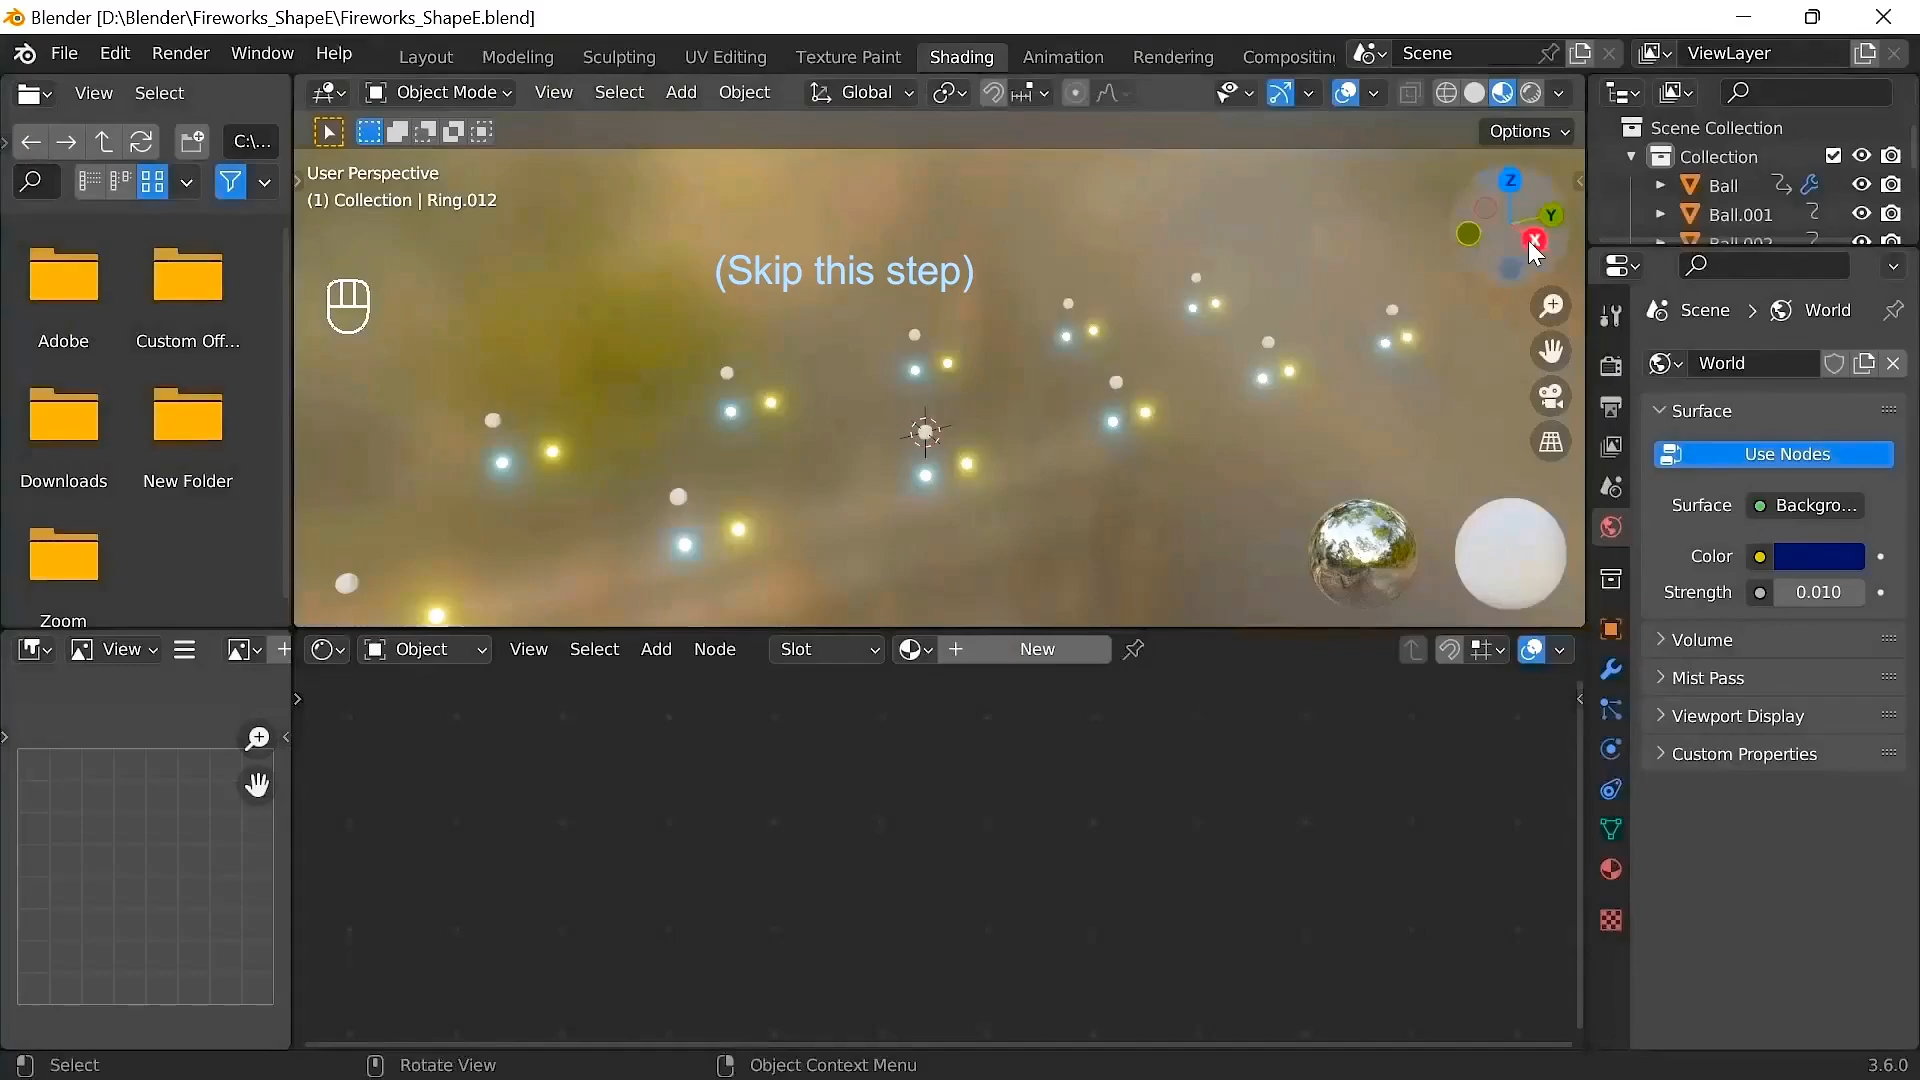 Blender [D:\Blender\Fireworks_ShapeE\Fireworks_ShapeE.blend]
File Edit Render Window Help
Layout Modeling Sculpting UV Editing Texture Paint Shading Animation Rendering Compositin
Scene
ViewLayer
View Select
Object Mode View Select Add Object
Global
C:\...
Options
User Perspective
(1) Collection | Ring.012
Z
Y
X
(Skip this step)
Scene Collection
Collection
Ball
Ball.001
Ball.002
Adobe
Custom Off...
Downloads
New Folder
Zoom
Scene > World
World
Surface
Use Nodes
Surface Backgro...
Color
Strength 0.010
Volume
Mist Pass
Viewport Display
Custom Properties
View
Object View Select Add Node Slot
New
Select
Rotate View
Object Context Menu
3.6.0